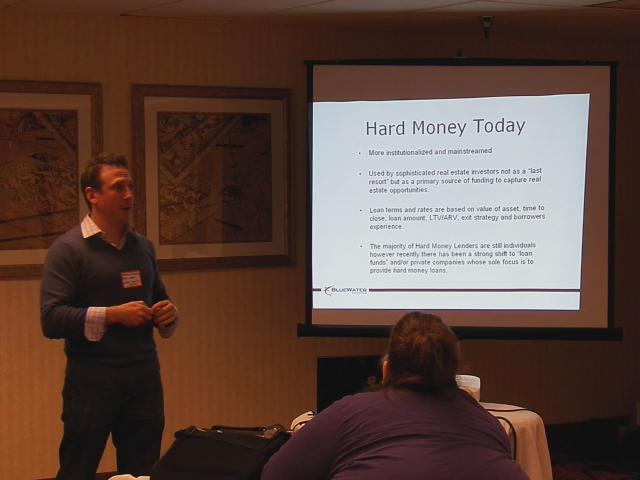 Hard Money Today
• More institutionalized and mainstreamed
• Used by sophisticated real estate investors not as a "last
resort" but as a primary source of funding to capture real
estate opportunities.
• Loan terms and rates are based on value of asset, time to
close, loan amount, LTV/ARV, exit strategy and borrowers
experience.
• The majority of Hard Money Lenders are still individuals
however recently there has been a strong shift to "loan
funds" and/or private companies whose sole focus is to
provide hard money loans.
BLUEWATER